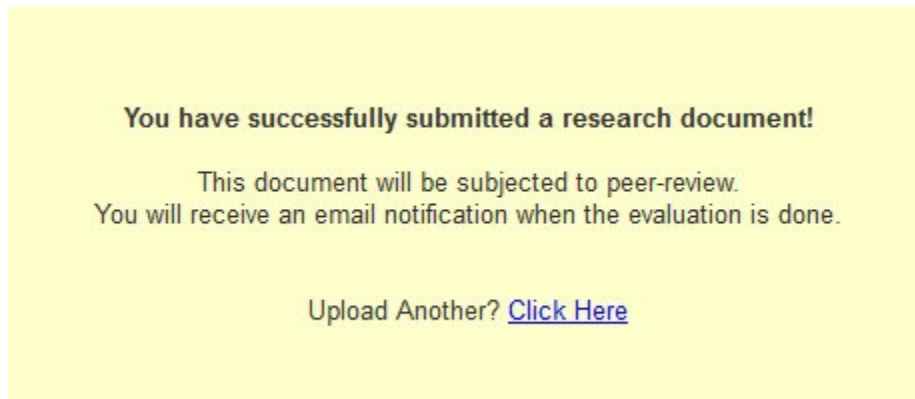 You have successfully submitted a research document!
This document will be subjected to peer-review.
You will receive an email notification when the evaluation is done.
Upload Another? Click Here